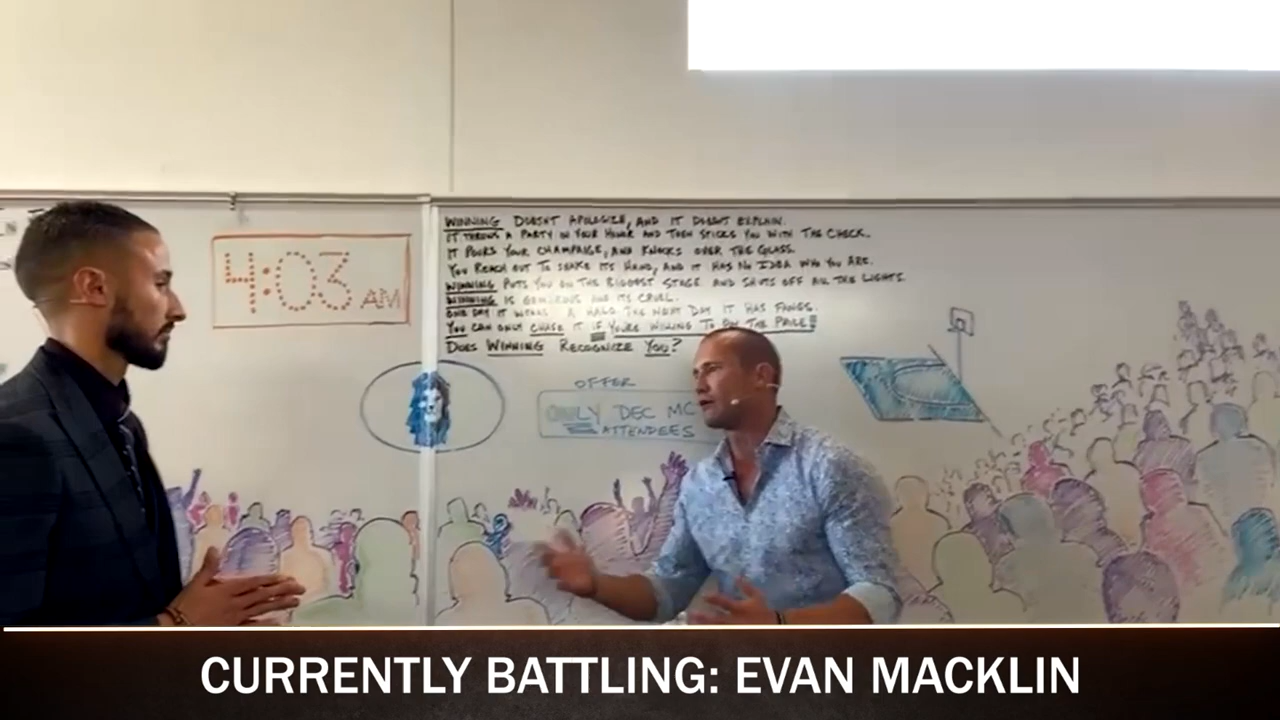 4:03 AM
WINNING DOESN'T APOLOGIZE, AND IT DOESN'T EXPLAIN.
IT THROWS A PARTY IN YOUR HONOR AND THEN STICKS YOU WITH THE CHECK.
IT POURS YOUR CHAMPAIGE, AND KNOCKS OVER THE GLASS.
YOU REACH OUT TO SHAKE ITS HAND, AND IT HAS NO IDEA WHO YOU ARE.
WINNING PUTS YOU ON THE BIGGEST STAGE AND SHUTS OFF ALL THE LIGHTS.
WINNING IS GENEROUS AND ITS CRUEL.
ONE DAY IT WEARS A HALO THE NEXT DAY IT HAS FANGS.
YOU CAN ONLY CHASE IT IF YOU'RE WILLING TO PAY THE PRICE!
DOES WINNING RECOGNIZE YOU?
OFFER
ONLY DEC MC
ATTENDEES
CURRENTLY BATTLING: EVAN MACKLIN